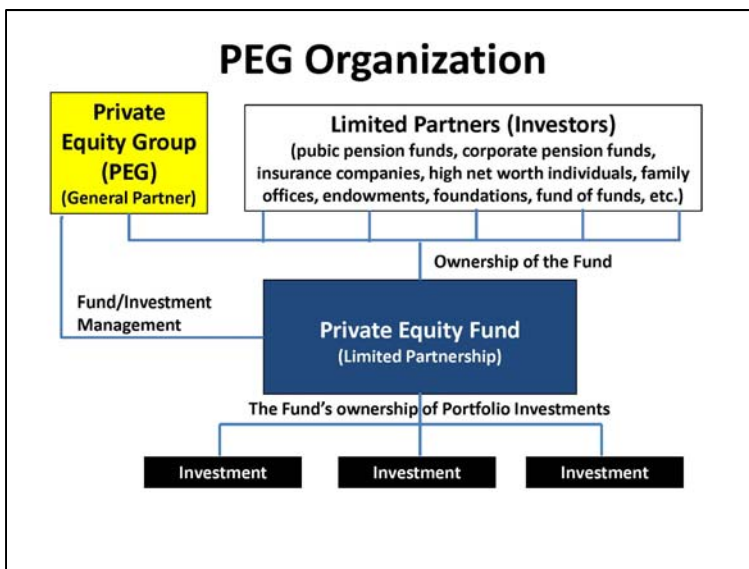 PEG Organization
Private
Equity Group
(PEG)
(General Partner)
Limited Partners (Investors)
(pubic pension funds, corporate pension funds,
insurance companies, high net worth individuals, family
offices, endowments, foundations, fund of funds, etc.)
Ownership of the Fund
Fund/Investment
Management
Private Equity Fund
(Limited Partnership)
The Fund's ownership of Portfolio Investments
Investment
Investment
Investment